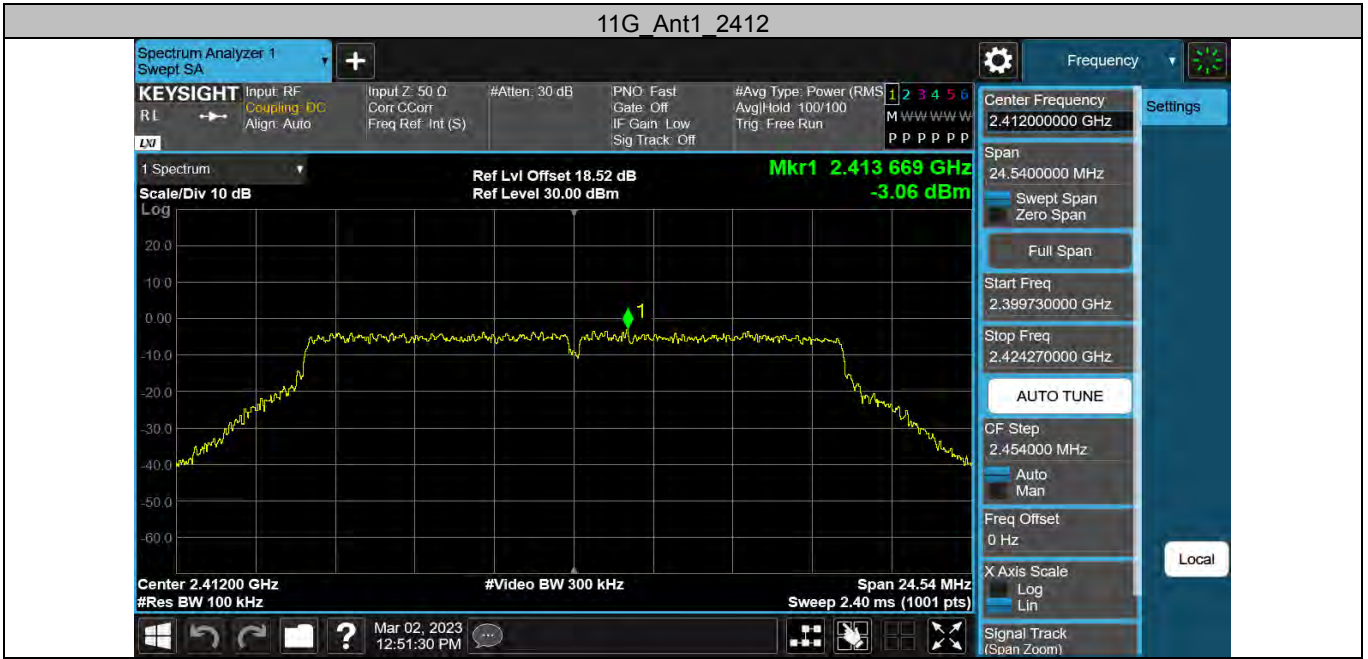 11G_Ant1_2412
Spectrum Analyzer 1
Swept SA
+
Frequency
KEYSIGHT
RL
LXI
Input: RF
Coupling: DC
Align: Auto
Input Z: 50 Ω
Corr CCorr
Freq Ref: Int (S)
#Atten: 30 dB
PNO: Fast
Gate: Off
IF Gain: Low
Sig Track: Off
#Avg Type: Power (RMS
Avg|Hold: 100/100
Trig: Free Run
1 2 3 4 5 6
M W W W W W
P P P P P P
Settings
1 Spectrum
Scale/Div 10 dB
Log
Ref Lvl Offset 18.52 dB
Ref Level 30.00 dBm
Mkr1 2.413 669 GHz
-3.06 dBm
20.0
10.0
0.00
-10.0
-20.0
-30.0
-40.0
-50.0
-60.0
1
Center 2.41200 GHz
#Res BW 100 kHz
#Video BW 300 kHz
Span 24.54 MHz
Sweep 2.40 ms (1001 pts)
Center Frequency
2.412000000 GHz
Span
24.5400000 MHz
Swept Span
Zero Span
Full Span
Start Freq
2.399730000 GHz
Stop Freq
2.424270000 GHz
AUTO TUNE
CF Step
2.454000 MHz
Auto
Man
Freq Offset
0 Hz
X Axis Scale
Log
Lin
Signal Track
(Span Zoom)
Local
?
Mar 02, 2023
12:51:30 PM